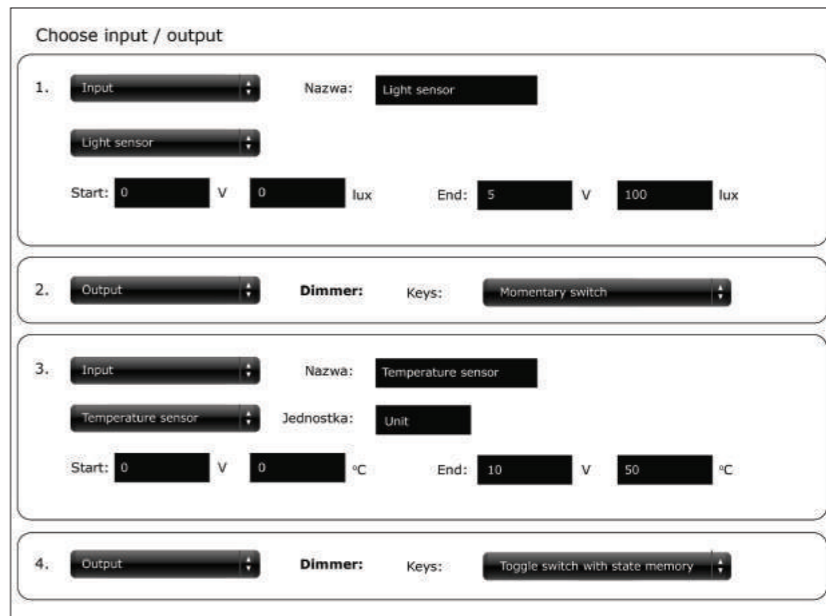 Choose input / output
1. Input Nazwa: Light sensor
Light sensor
Start: 0 V 0 lux End: 5 V 100 lux
2. Output Dimmer: Keys: Momentary switch
3. Input Nazwa: Temperature sensor
Temperature sensor Jednostka: Unit
Start: 0 V 0 °C End: 10 V 50 °C
4. Output Dimmer: Keys: Toggle switch with state memory